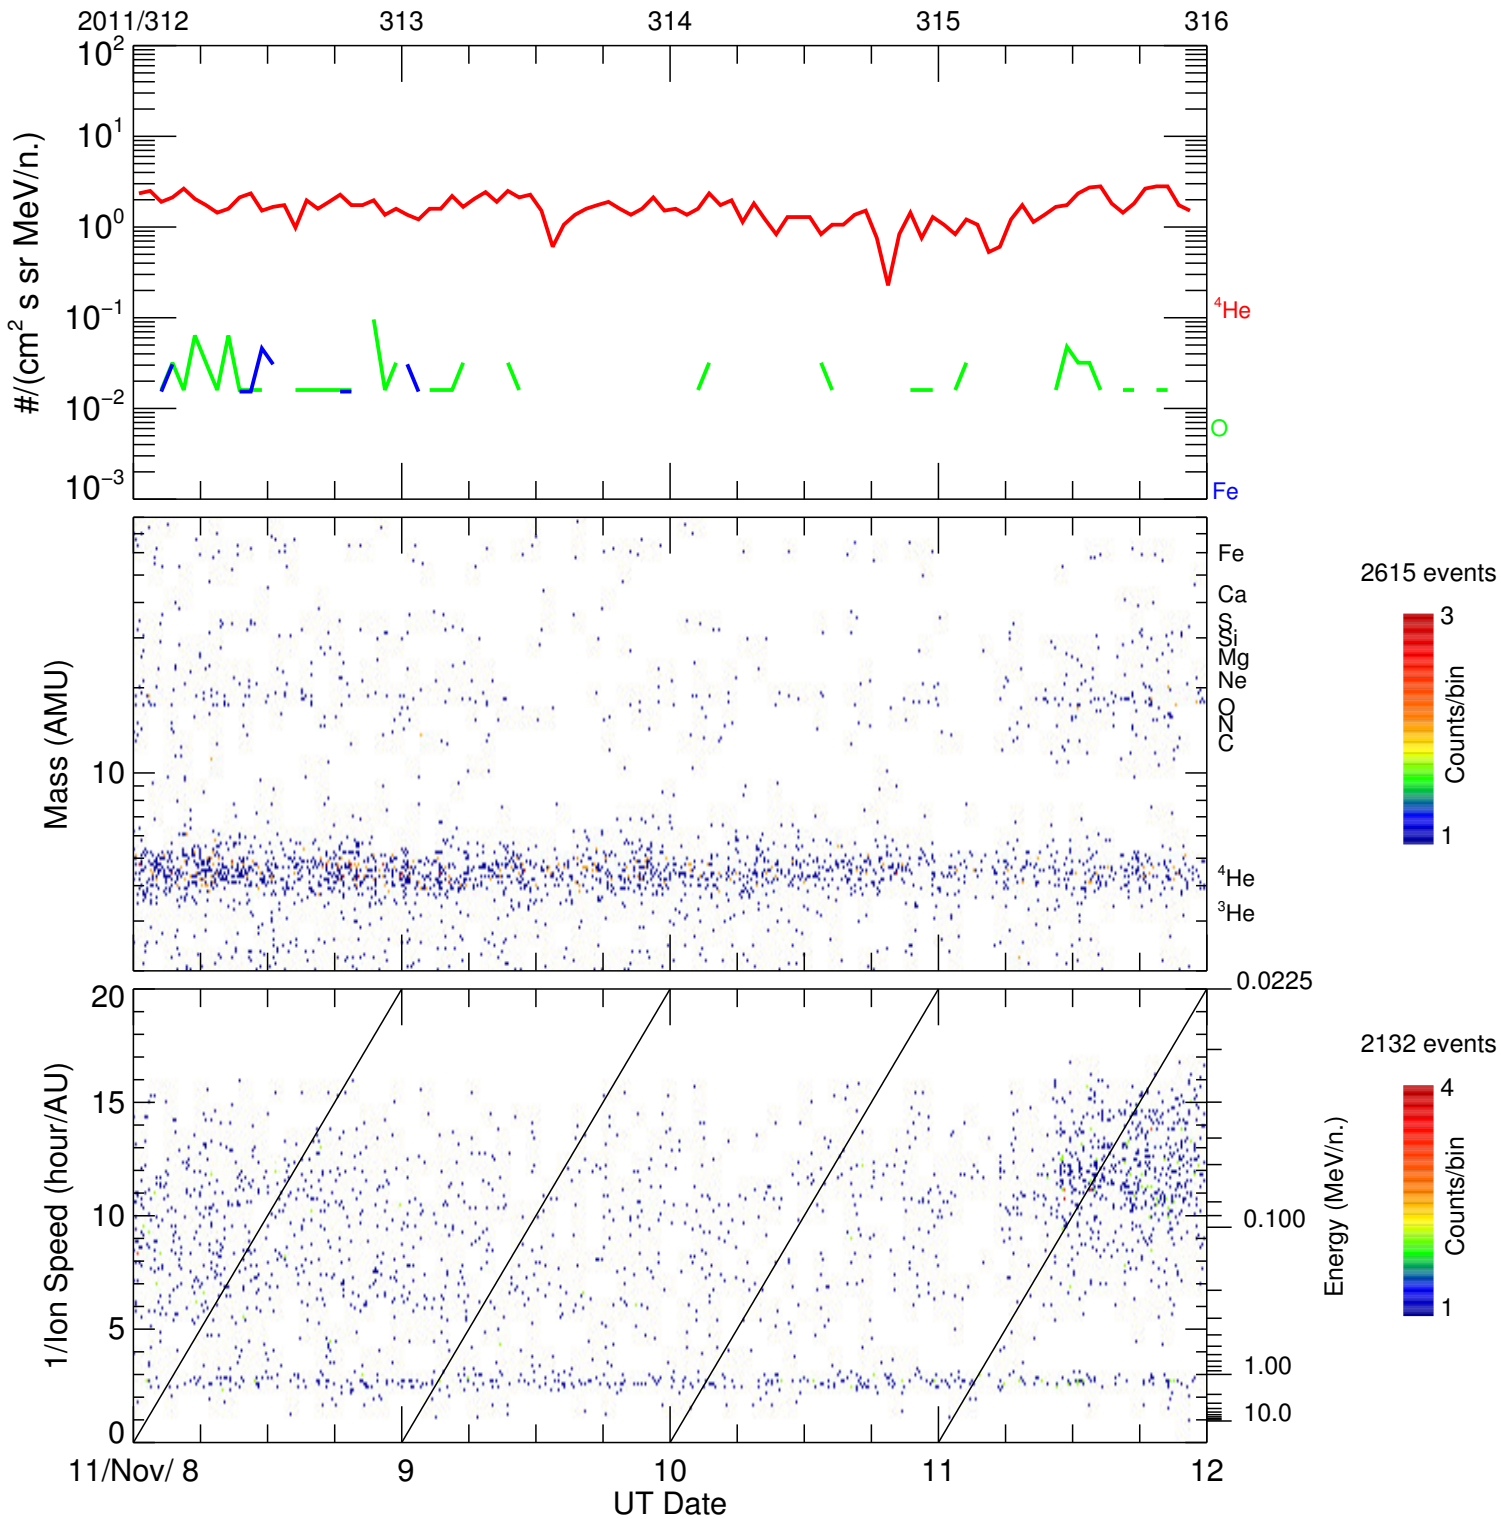 2011/312 313 314 315 316
10² 10¹ 10⁰ 10⁻¹ 10⁻² 10⁻³
#/(cm² s sr MeV/n.)
⁴He
O
Fe
Mass (AMU)
10
Fe
Ca
S
Si
Mg
Ne
O
N
C
⁴He
³He
2615 events
3
Counts/bin
1
1/Ion Speed (hour/AU)
20
15
10
5
0
0.0225
0.100
1.00
10.0
Energy (MeV/n.)
2132 events
4
Counts/bin
1
11/Nov/ 8 9 10 11 12
UT Date